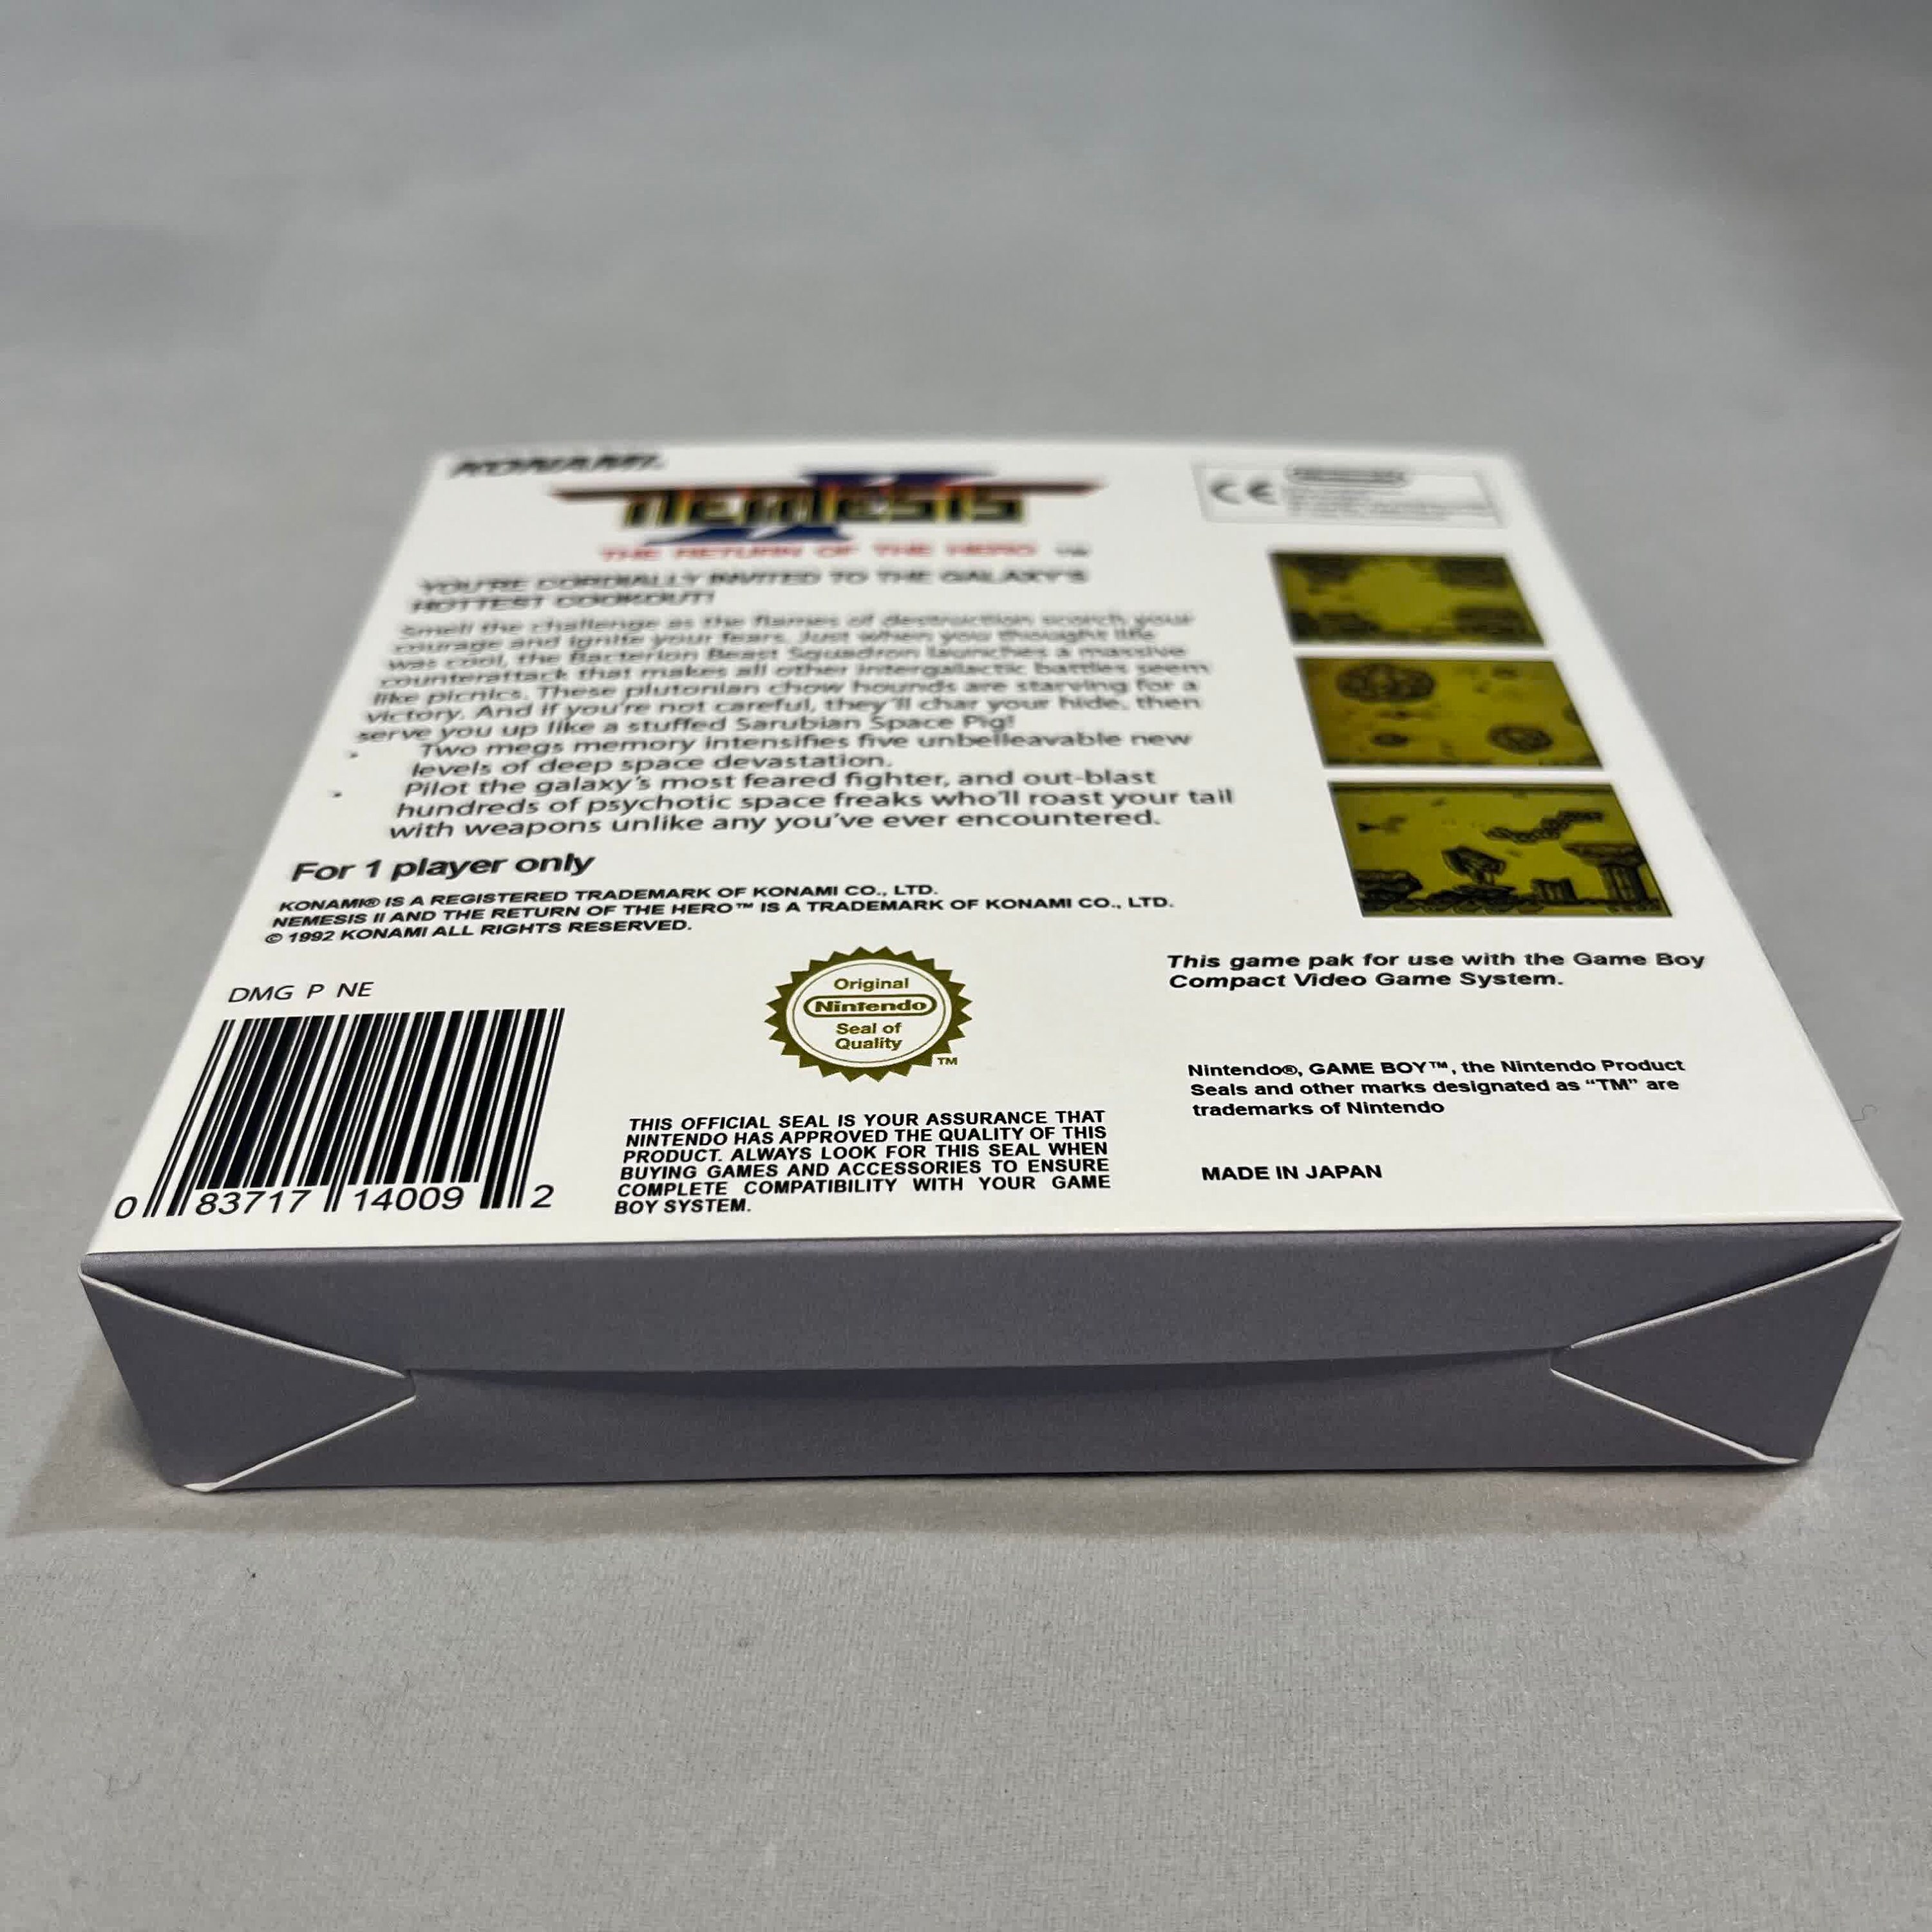 KONAMI
II
NEMESIS
THE RETURN OF THE HERO TM
YOU'RE CORDIALLY INVITED TO THE GALAXY'S
HOTTEST COOKOUT!
Smell the challenge as the flames of destruction scorch your
courage and ignite your fears. Just when you thought life
was cool, the Bacterion Beast Squadron launches a massive
counterattack that makes all other intergalactic battles seem
like picnics. These plutonian chow hounds are starving for a
victory. And if you're not careful, they'll char your hide, then
serve you up like a stuffed Sarubian Space Pig!
· Two megs memory intensifies five unbelleavable new
levels of deep space devastation.
· Pilot the galaxy's most feared fighter, and out-blast
hundreds of psychotic space freaks who'll roast your tail
with weapons unlike any you've ever encountered.
For 1 player only
KONAMI® IS A REGISTERED TRADEMARK OF KONAMI CO., LTD.
NEMESIS II AND THE RETURN OF THE HERO™ IS A TRADEMARK OF KONAMI CO., LTD.
© 1992 KONAMI ALL RIGHTS RESERVED.
CE
Nintendo
DMG P NE
0 83717 14009 2
Original
Nintendo
Seal of
Quality
TM
THIS OFFICIAL SEAL IS YOUR ASSURANCE THAT
NINTENDO HAS APPROVED THE QUALITY OF THIS
PRODUCT. ALWAYS LOOK FOR THIS SEAL WHEN
BUYING GAMES AND ACCESSORIES TO ENSURE
COMPLETE COMPATIBILITY WITH YOUR GAME
BOY SYSTEM.
This game pak for use with the Game Boy
Compact Video Game System.
Nintendo®, GAME BOY™, the Nintendo Product
Seals and other marks designated as “TM” are
trademarks of Nintendo
MADE IN JAPAN